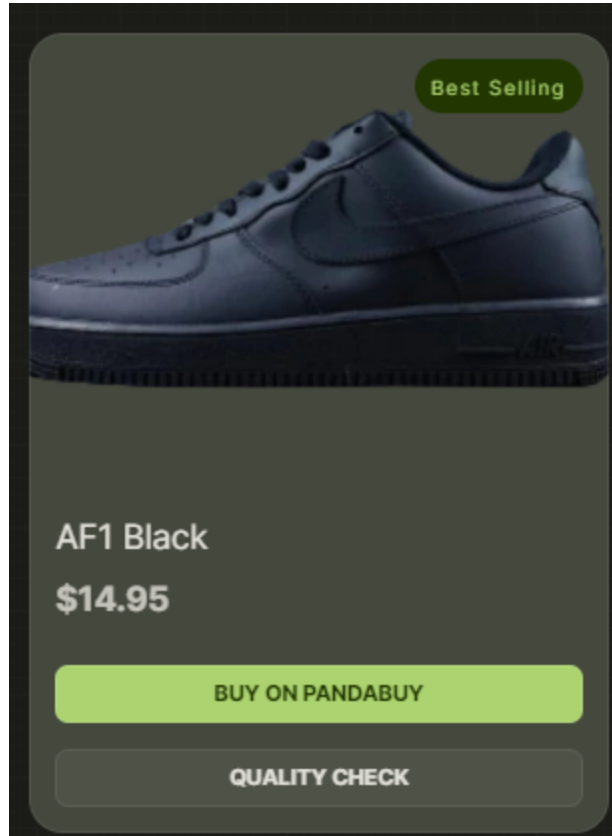 Best Selling
AF1 Black
$14.95
BUY ON PANDABUY
QUALITY CHECK